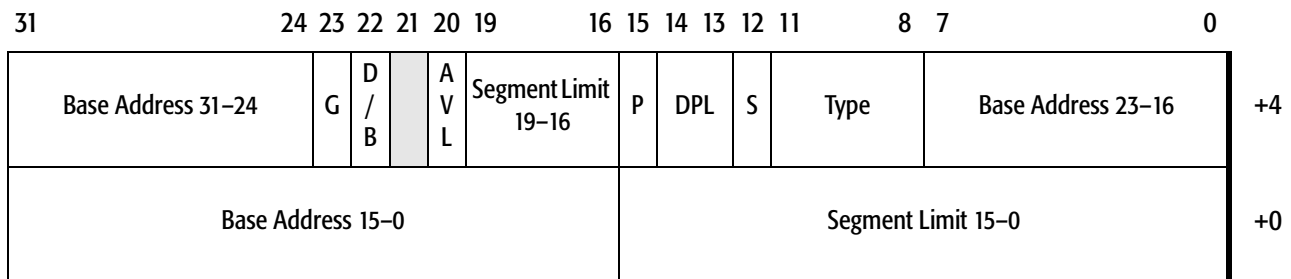 31 24 23 22 21 20 19 16 15 14 13 12 11 8 7 0
Base Address 31–24 G D/B AVL Segment Limit 19–16 P DPL S Type Base Address 23–16 +4
Base Address 15–0 Segment Limit 15–0 +0